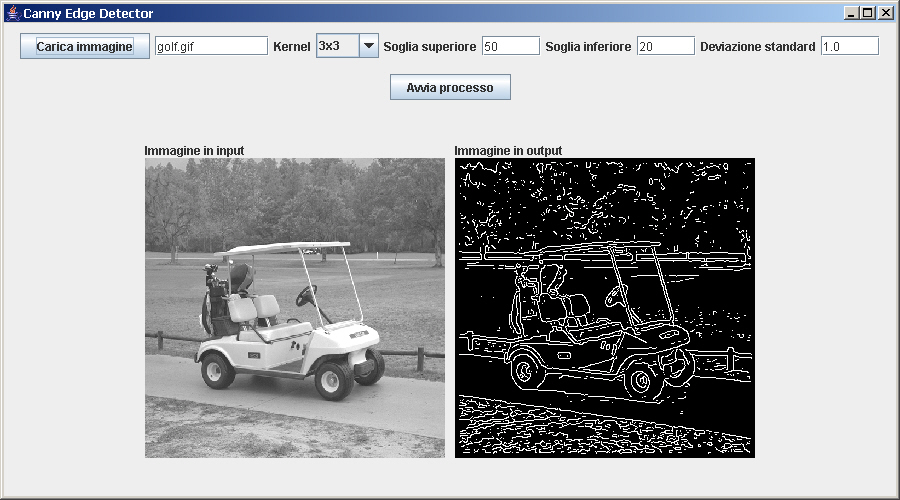 Canny Edge Detector
Carica immagine golf.gif Kernel 3x3 Soglia superiore 50 Soglia inferiore 20 Deviazione standard 1.0
Avvia processo
Immagine in input Immagine in output